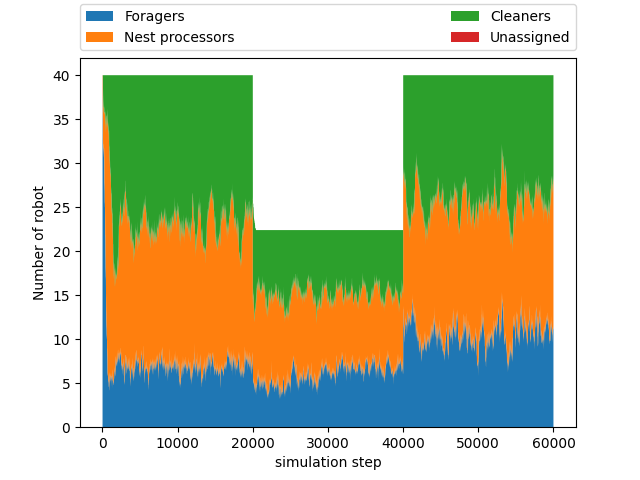 Foragers
Nest processors
Cleaners
Unassigned
40
35
30
25
20
15
10
5
0
Number of robot
0 10000 20000 30000 40000 50000 60000
simulation step